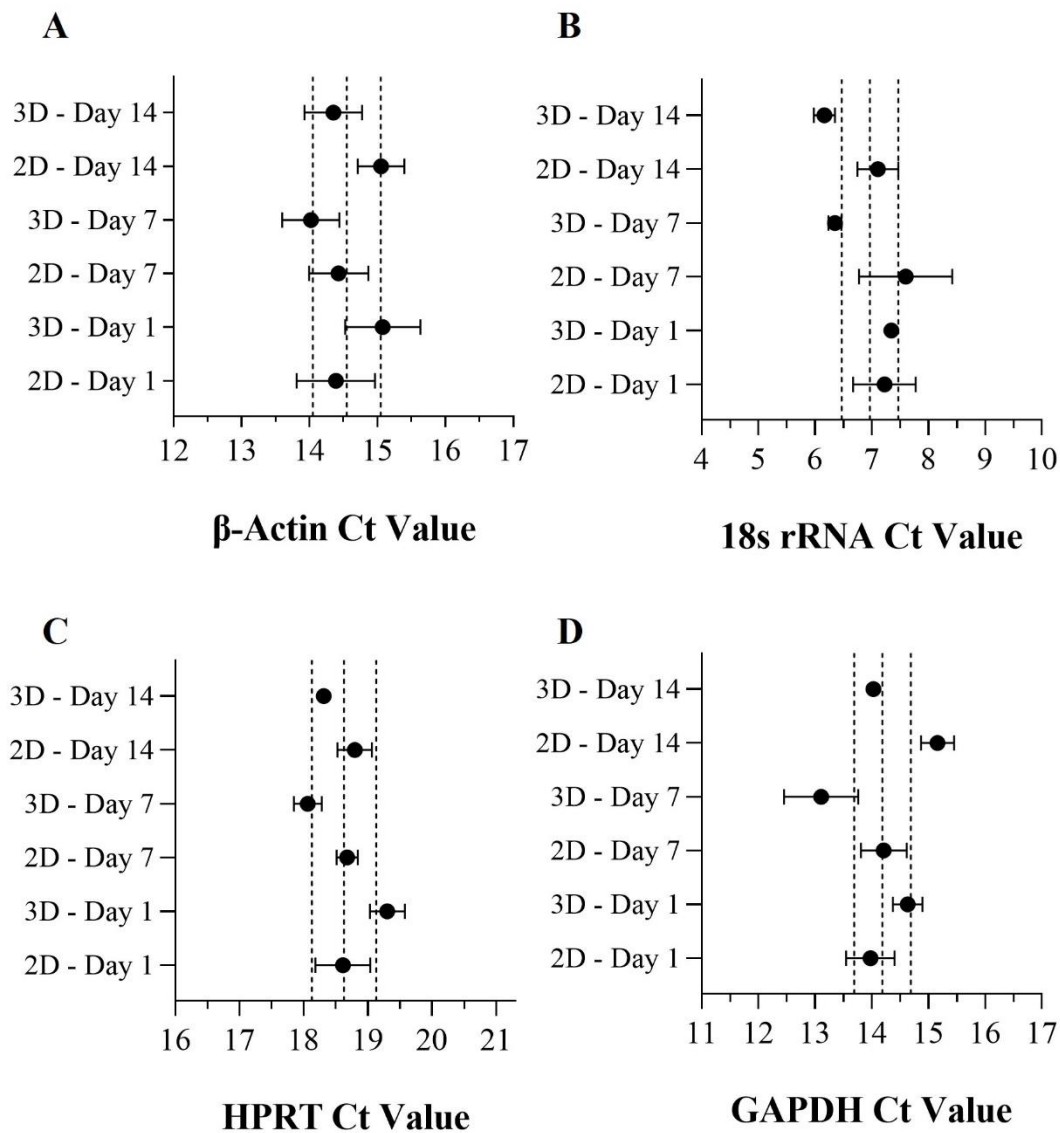 A
3D - Day 14
2D - Day 14
3D - Day 7
2D - Day 7
3D - Day 1
2D - Day 1
12 13 14 15 16 17
β-Actin Ct Value
B
3D - Day 14
2D - Day 14
3D - Day 7
2D - Day 7
3D - Day 1
2D - Day 1
4 5 6 7 8 9 10
18s rRNA Ct Value
C
3D - Day 14
2D - Day 14
3D - Day 7
2D - Day 7
3D - Day 1
2D - Day 1
16 17 18 19 20 21
HPRT Ct Value
D
3D - Day 14
2D - Day 14
3D - Day 7
2D - Day 7
3D - Day 1
2D - Day 1
11 12 13 14 15 16 17
GAPDH Ct Value